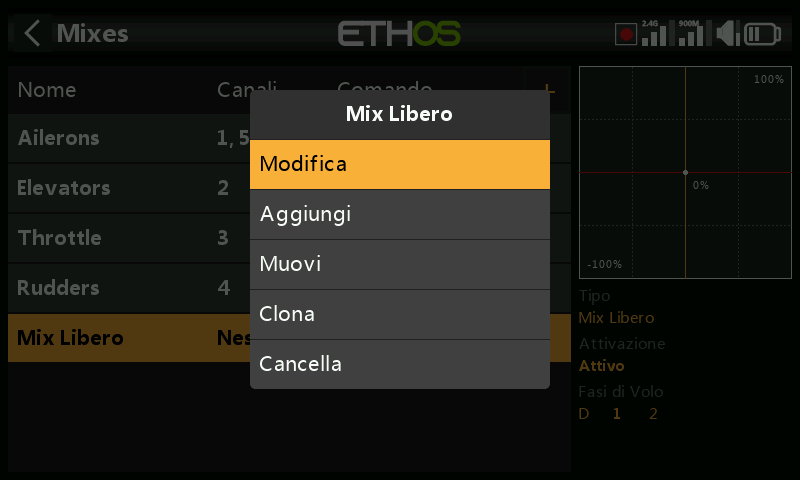 Mixes
ETHOS
2.4G
900M
Nome Canali Comando +
Mix Libero
Ailerons 1, 5
Modifica
Elevators 2
Aggiungi
Throttle 3
Muovi
Rudders 4
Clona
Mix Libero Nes
Cancella
100%
0%
-100%
Tipo
Mix Libero
Attivazione
Attivo
Fasi di Volo
D 1 2